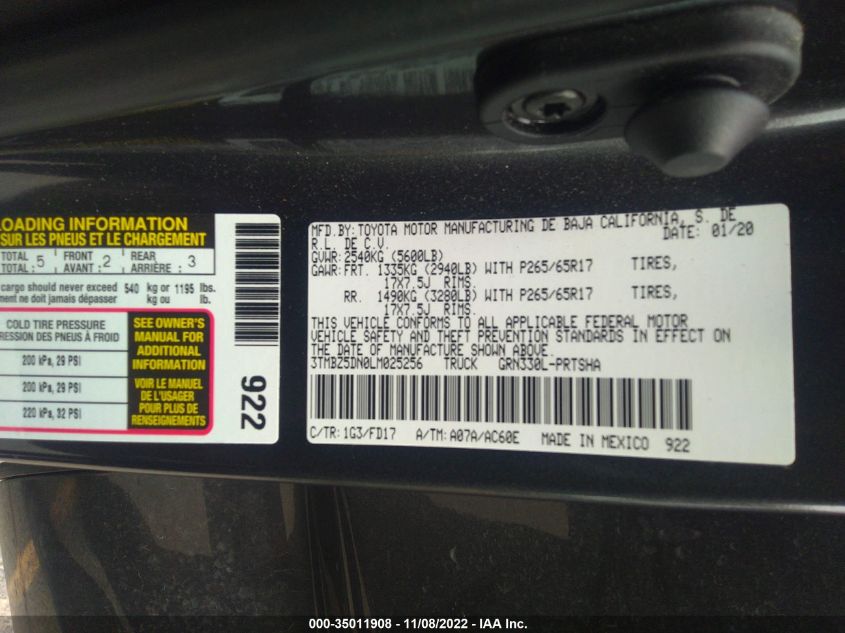 LOADING INFORMATION
SUR LES PNEUS ET LE CHARGEMENT
TOTAL 5 FRONT 2 REAR 3
TOTAL: AVANT: ARRIÈRE:
cargo should never exceed 540 kg or 1195 lbs.
ment ne doit jamais dépasser kg ou lb.
COLD TIRE PRESSURE
PRESSION DES PNEUS À FROID
200 kPa, 29 PSI
200 kPa, 29 PSI
220 kPa, 32 PSI
SEE OWNER'S
MANUAL FOR
ADDITIONAL
INFORMATION
VOIR LE MANUEL
DE L'USAGER
POUR PLUS DE
RENSEIGNEMENTS
922
MFD.BY:TOYOTA MOTOR MANUFACTURING DE BAJA CALIFORNIA, S. DE
R.L. DE C.V. DATE: 01/20
GVWR:2540KG (5600LB)
GAWR:FRT. 1335KG (2940LB) WITH P265/65R17 TIRES,
17X7.5J RIMS.
RR. 1490KG (3280LB) WITH P265/65R17 TIRES,
17X7.5J RIMS.
THIS VEHICLE CONFORMS TO ALL APPLICABLE FEDERAL MOTOR
VEHICLE SAFETY AND THEFT PREVENTION STANDARDS IN EFFECT ON
THE DATE OF MANUFACTURE SHOWN ABOVE.
3TMBZ5DN0LM025256 TRUCK GRN330L-PRTSHA
C/TR:1G3/FD17 A/TM:A07A/AC60E MADE IN MEXICO 922
000-35011908 - 11/08/2022 - IAA Inc.